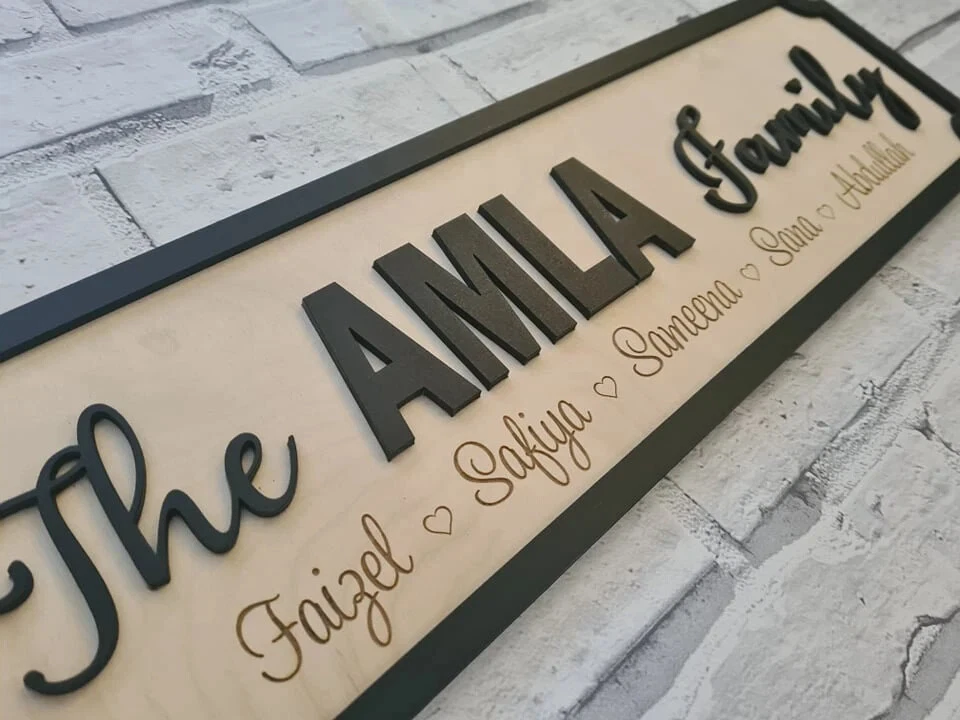 The AMLA Family
Faizel ♡ Safiya ♡ Sameena ♡ Sana ♡ Abdullah